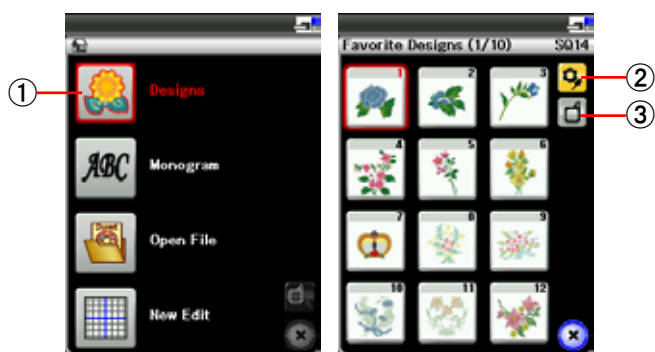 Favorite Designs (1/10) SQ14
① Designs
ABC Monogram
Open File
New Edit
1 2 3 ②
③
4 5 6
7 8 9
10 11 12